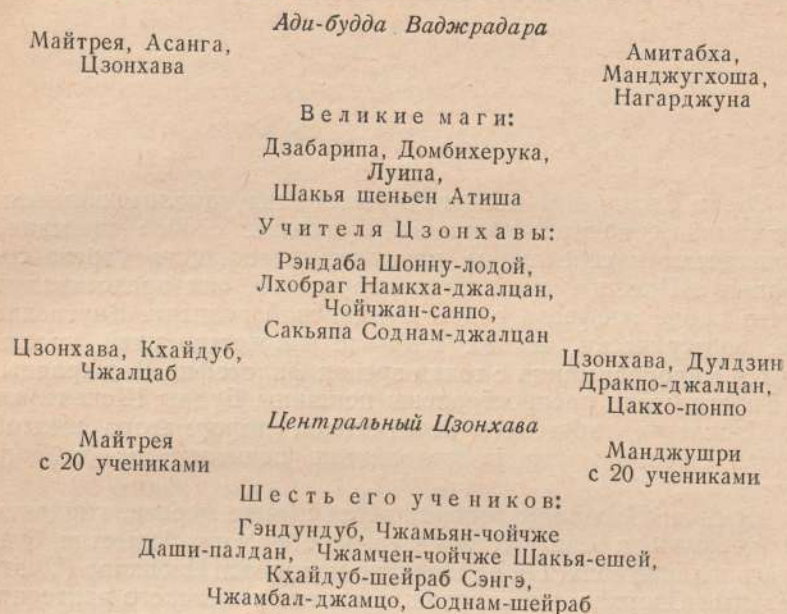 Ади-будда Ваджрадара
Майтрея, Асанга,
Цзонхава
Амитабха,
Манджугхоша,
Нагарджуна
Великие маги:
Дзабарипа, Домбихерука,
Луипа,
Шакья шеньен Атиша
Учителя Цзонхавы:
Рэндаба Шонну-лодой,
Лхобраг Намкха-джалцан,
Чойчжан-санпо,
Сакьяпа Соднам-джалцан
Цзонхава, Кхайдуб,
Чжалцаб
Цзонхава, Дулдзин
Дракпо-джалцан,
Цакхо-понпо
Центральный Цзонхава
Майтрея
с 20 учениками
Манджушри
с 20 учениками
Шесть его учеников:
Гэндундуб, Чжамьян-чойчже
Даши-палдан, Чжамчен-чойчже Шакья-ешей,
Кхайдуб-шейраб Сэнгэ,
Чжамбал-джамцо, Соднам-шейраб